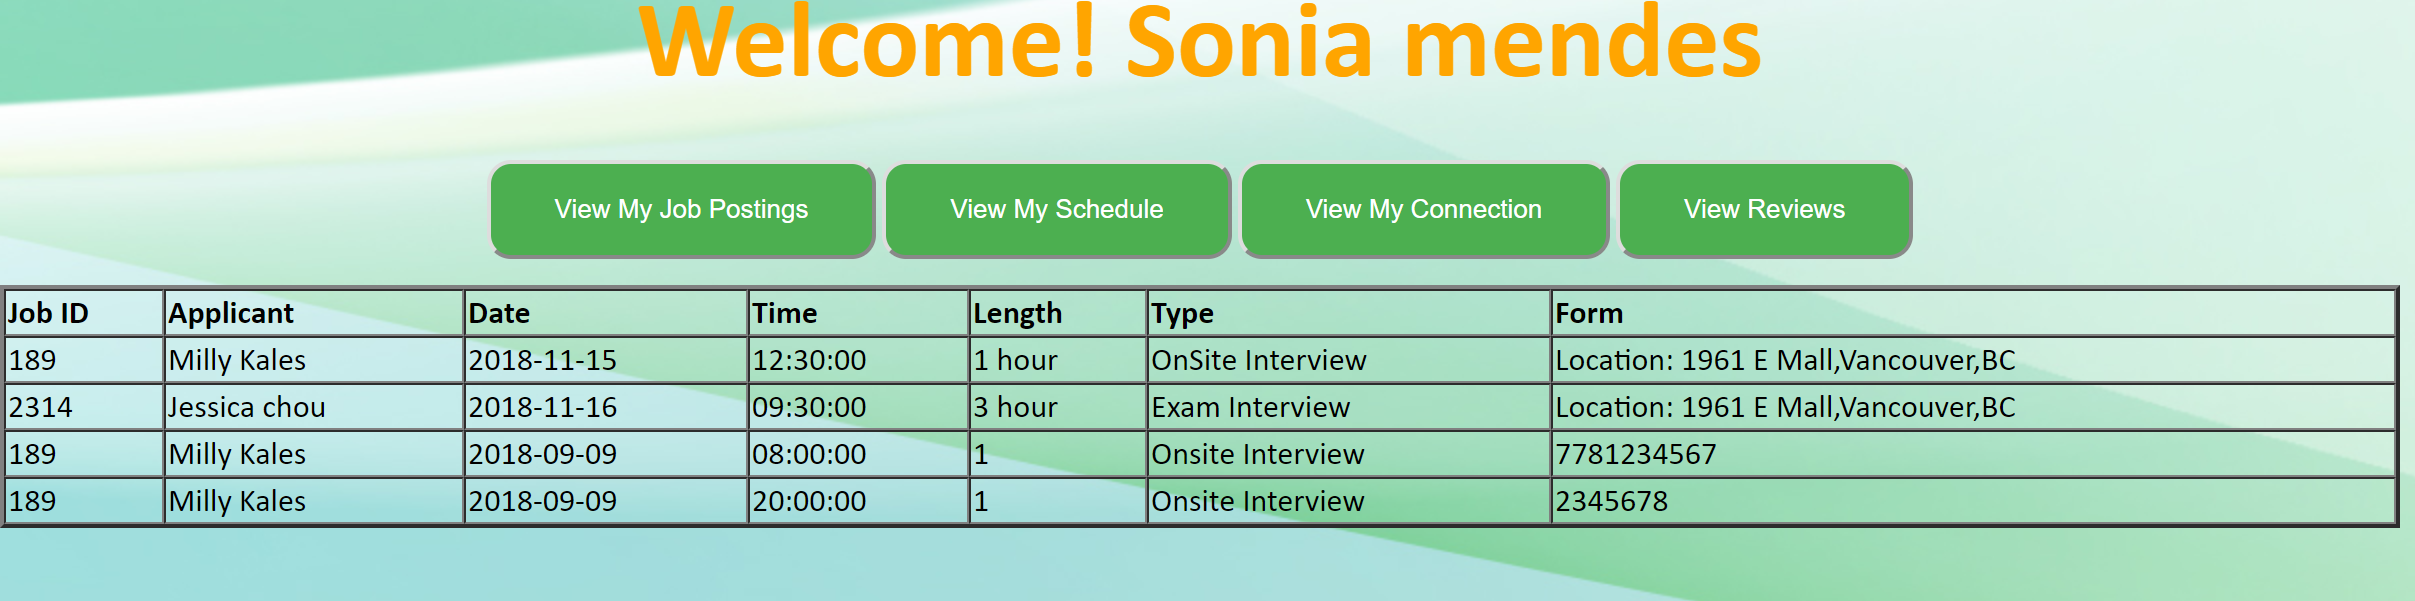 Welcome! Sonia mendes
View My Job Postings View My Schedule View My Connection View Reviews
Job ID Applicant Date Time Length Type Form
189 Milly Kales 2018-11-15 12:30:00 1 hour OnSite Interview Location: 1961 E Mall,Vancouver,BC
2314 Jessica chou 2018-11-16 09:30:00 3 hour Exam Interview Location: 1961 E Mall,Vancouver,BC
189 Milly Kales 2018-09-09 08:00:00 1 Onsite Interview 7781234567
189 Milly Kales 2018-09-09 20:00:00 1 Onsite Interview 2345678